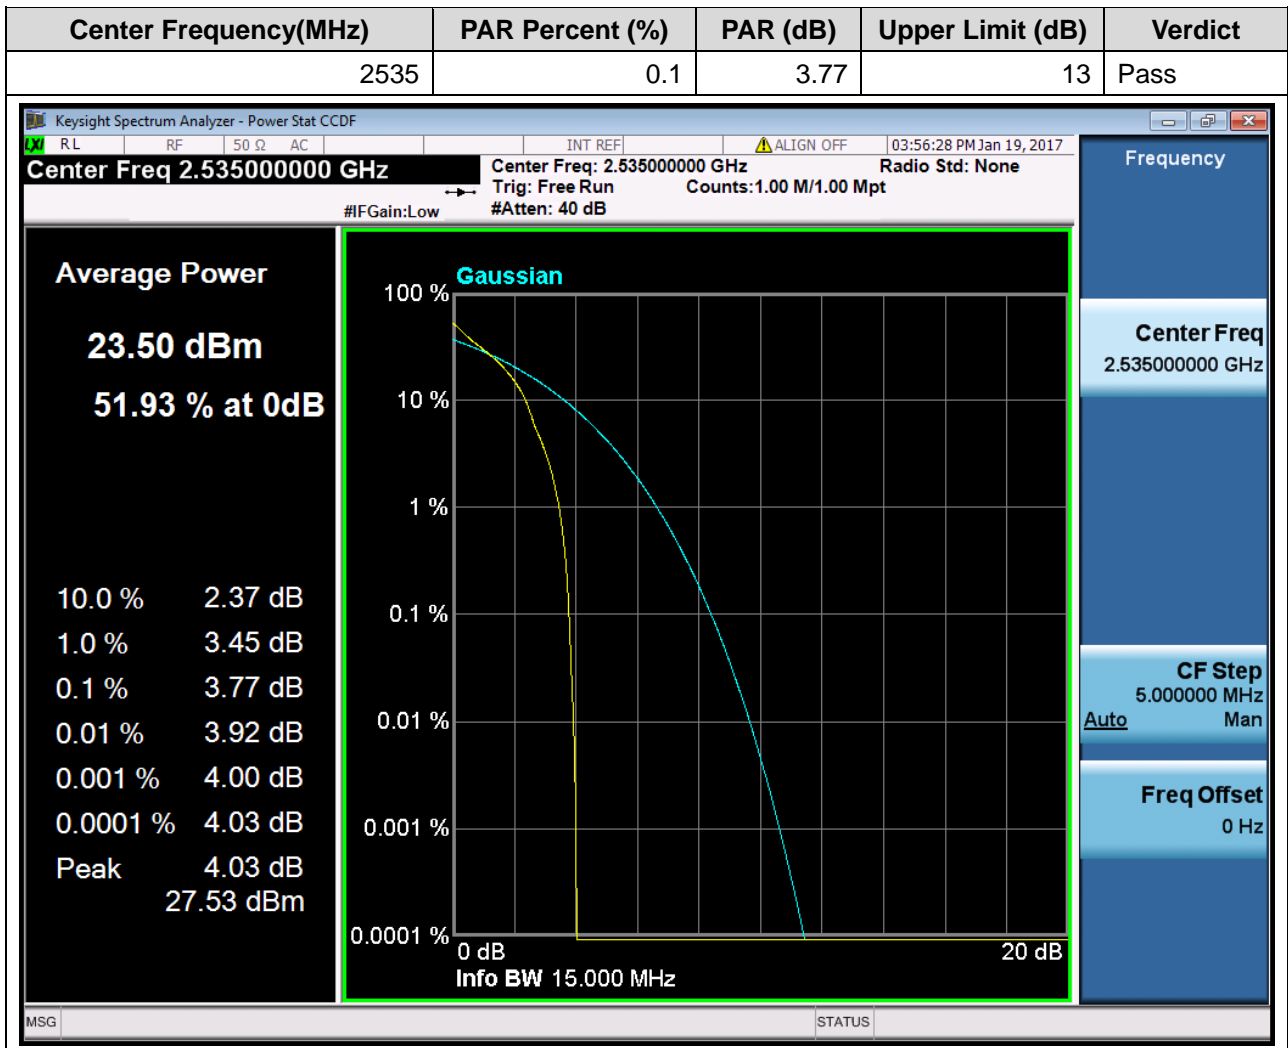 Center Frequency(MHz) PAR Percent (%) PAR (dB) Upper Limit (dB) Verdict
2535 0.1 3.77 13 Pass
Keysight Spectrum Analyzer - Power Stat CCDF
LXI RL RF 50 Ω AC INT REF ALIGN OFF 03:56:28 PM Jan 19, 2017
Center Freq 2.535000000 GHz
Center Freq: 2.535000000 GHz Radio Std: None
Trig: Free Run Counts:1.00 M/1.00 Mpt
#IFGain:Low #Atten: 40 dB
Average Power
23.50 dBm
51.93 % at 0dB
10.0 % 2.37 dB
1.0 % 3.45 dB
0.1 % 3.77 dB
0.01 % 3.92 dB
0.001 % 4.00 dB
0.0001 % 4.03 dB
Peak 4.03 dB
27.53 dBm
Gaussian
100 %
10 %
1 %
0.1 %
0.01 %
0.001 %
0.0001 %
0 dB 20 dB
Info BW 15.000 MHz
Frequency
Center Freq
2.535000000 GHz
CF Step
5.000000 MHz
Auto Man
Freq Offset
0 Hz
MSG STATUS